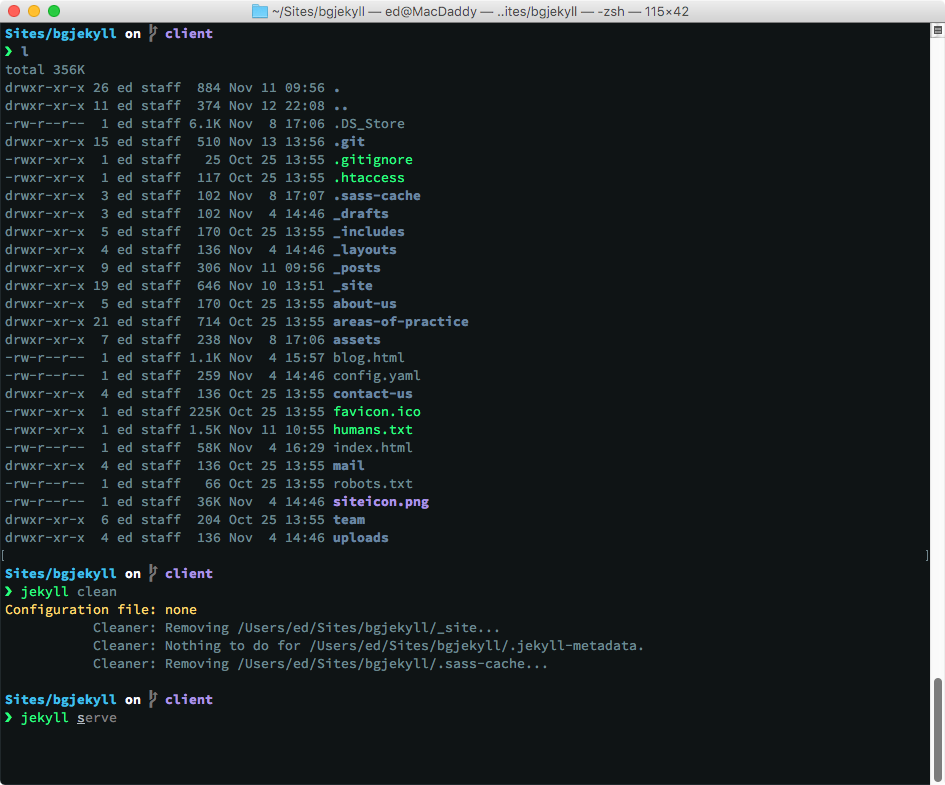 ~/Sites/bgjekyll — ed@MacDaddy — ..ites/bgjekyll — -zsh — 115×42
Sites/bgjekyll on client
❯ l
total 356K
drwxr-xr-x 26 ed staff  884 Nov 11 09:56 .
drwxr-xr-x 11 ed staff  374 Nov 12 22:08 ..
-rw-r--r--  1 ed staff 6.1K Nov  8 17:06 .DS_Store
drwxr-xr-x 15 ed staff  510 Nov 13 13:56 .git
-rwxr-xr-x  1 ed staff   25 Oct 25 13:55 .gitignore
-rwxr-xr-x  1 ed staff  117 Oct 25 13:55 .htaccess
drwxr-xr-x  3 ed staff  102 Nov  8 17:07 .sass-cache
drwxr-xr-x  3 ed staff  102 Nov  4 14:46 _drafts
drwxr-xr-x  5 ed staff  170 Oct 25 13:55 _includes
drwxr-xr-x  4 ed staff  136 Nov  4 14:46 _layouts
drwxr-xr-x  9 ed staff  306 Nov 11 09:56 _posts
drwxr-xr-x 19 ed staff  646 Nov 10 13:51 _site
drwxr-xr-x  5 ed staff  170 Oct 25 13:55 about-us
drwxr-xr-x 21 ed staff  714 Oct 25 13:55 areas-of-practice
drwxr-xr-x  7 ed staff  238 Nov  8 17:06 assets
-rw-r--r--  1 ed staff 1.1K Nov  4 15:57 blog.html
-rw-r--r--  1 ed staff  259 Nov  4 14:46 config.yaml
drwxr-xr-x  4 ed staff  136 Oct 25 13:55 contact-us
-rwxr-xr-x  1 ed staff 225K Oct 25 13:55 favicon.ico
-rwxr-xr-x  1 ed staff 1.5K Nov 11 10:55 humans.txt
-rw-r--r--  1 ed staff  58K Nov  4 16:29 index.html
drwxr-xr-x  4 ed staff  136 Oct 25 13:55 mail
-rw-r--r--  1 ed staff   66 Oct 25 13:55 robots.txt
-rw-r--r--  1 ed staff  36K Nov  4 14:46 siteicon.png
drwxr-xr-x  6 ed staff  204 Oct 25 13:55 team
drwxr-xr-x  4 ed staff  136 Nov  4 14:46 uploads
[ ]
Sites/bgjekyll on client
❯ jekyll clean
Configuration file: none
Cleaner: Removing /Users/ed/Sites/bgjekyll/_site...
Cleaner: Nothing to do for /Users/ed/Sites/bgjekyll/.jekyll-metadata.
Cleaner: Removing /Users/ed/Sites/bgjekyll/.sass-cache...
Sites/bgjekyll on client
❯ jekyll serve